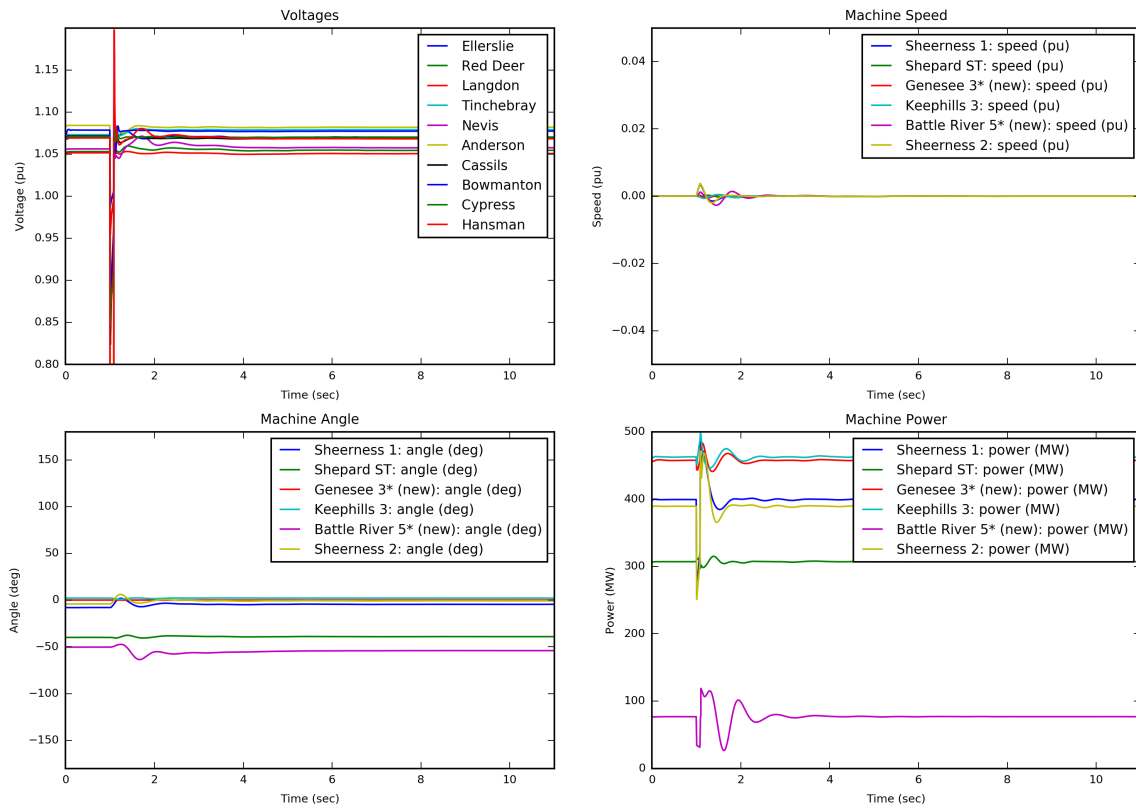 Voltages
Voltage (pu)
1.15
1.10
1.05
1.00
0.95
0.90
0.85
0.80
Ellerslie
Red Deer
Langdon
Tinchebray
Nevis
Anderson
Cassils
Bowmanton
Cypress
Hansman
0 2 4 6 8 10
Time (sec)
Machine Speed
Speed (pu)
0.04
0.02
0.00
−0.02
−0.04
Sheerness 1: speed (pu)
Shepard ST: speed (pu)
Genesee 3* (new): speed (pu)
Keephills 3: speed (pu)
Battle River 5* (new): speed (pu)
Sheerness 2: speed (pu)
0 2 4 6 8 10
Time (sec)
Machine Angle
Angle (deg)
150
100
50
0
−50
−100
−150
Sheerness 1: angle (deg)
Shepard ST: angle (deg)
Genesee 3* (new): angle (deg)
Keephills 3: angle (deg)
Battle River 5* (new): angle (deg)
Sheerness 2: angle (deg)
0 2 4 6 8 10
Time (sec)
Machine Power
Power (MW)
500
400
300
200
100
0
Sheerness 1: power (MW)
Shepard ST: power (MW)
Genesee 3* (new): power (MW)
Keephills 3: power (MW)
Battle River 5* (new): power (MW)
Sheerness 2: power (MW)
0 2 4 6 8 10
Time (sec)